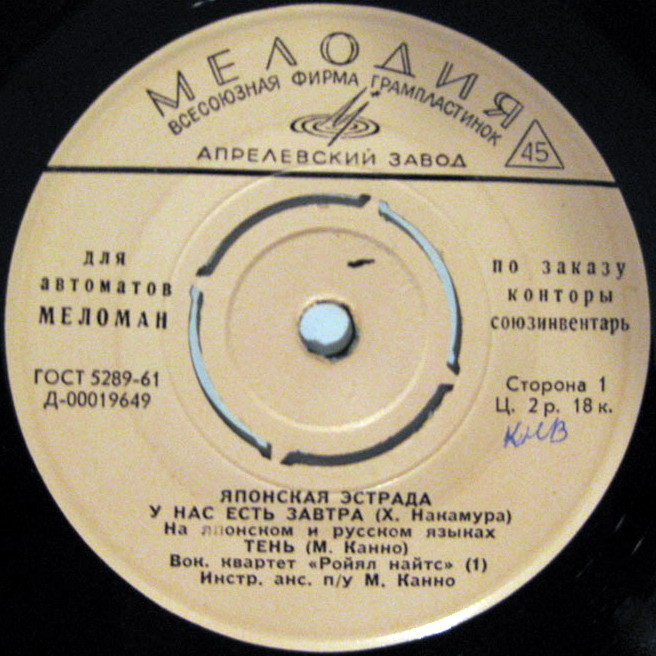 МЕЛОДИЯ
ВСЕСОЮЗНАЯ ФИРМА ГРАМПЛАСТИНОК
АПРЕЛЕВСКИЙ ЗАВОД
45
для
автоматов
МЕЛОМАН
по заказу
конторы
союзинвентарь
ГОСТ 5289-61
Д-00019649
Сторона 1
Ц. 2 р. 18 к.
КНВ
ЯПОНСКАЯ ЭСТРАДА
У НАС ЕСТЬ ЗАВТРА (Х. Накамура)
На японском и русском языках
ТЕНЬ (М. Канно)
Вок. квартет «Ройял найтс» (1)
Инстр. анс. п/у М. Канно